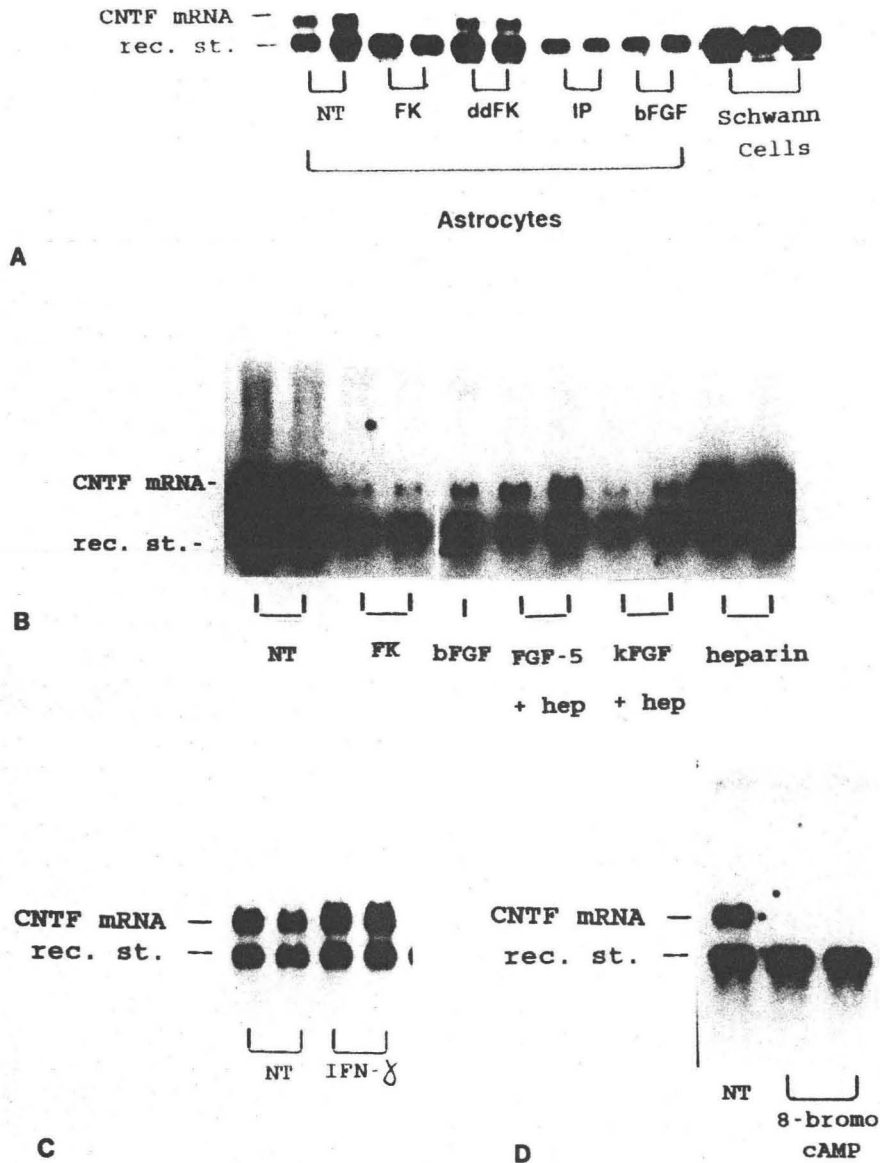 CNTF mRNA —
rec. st. —
NT FK ddFK IP bFGF Schwann
Cells
Astrocytes
A
CNTF mRNA-
rec. st.-
B
NT FK bFGF FGF-5 kFGF heparin
+ hep + hep
CNTF mRNA —
rec. st. —
NT IFN-γ
C
CNTF mRNA —
rec. st. —
NT 8-bromo
cAMP
D